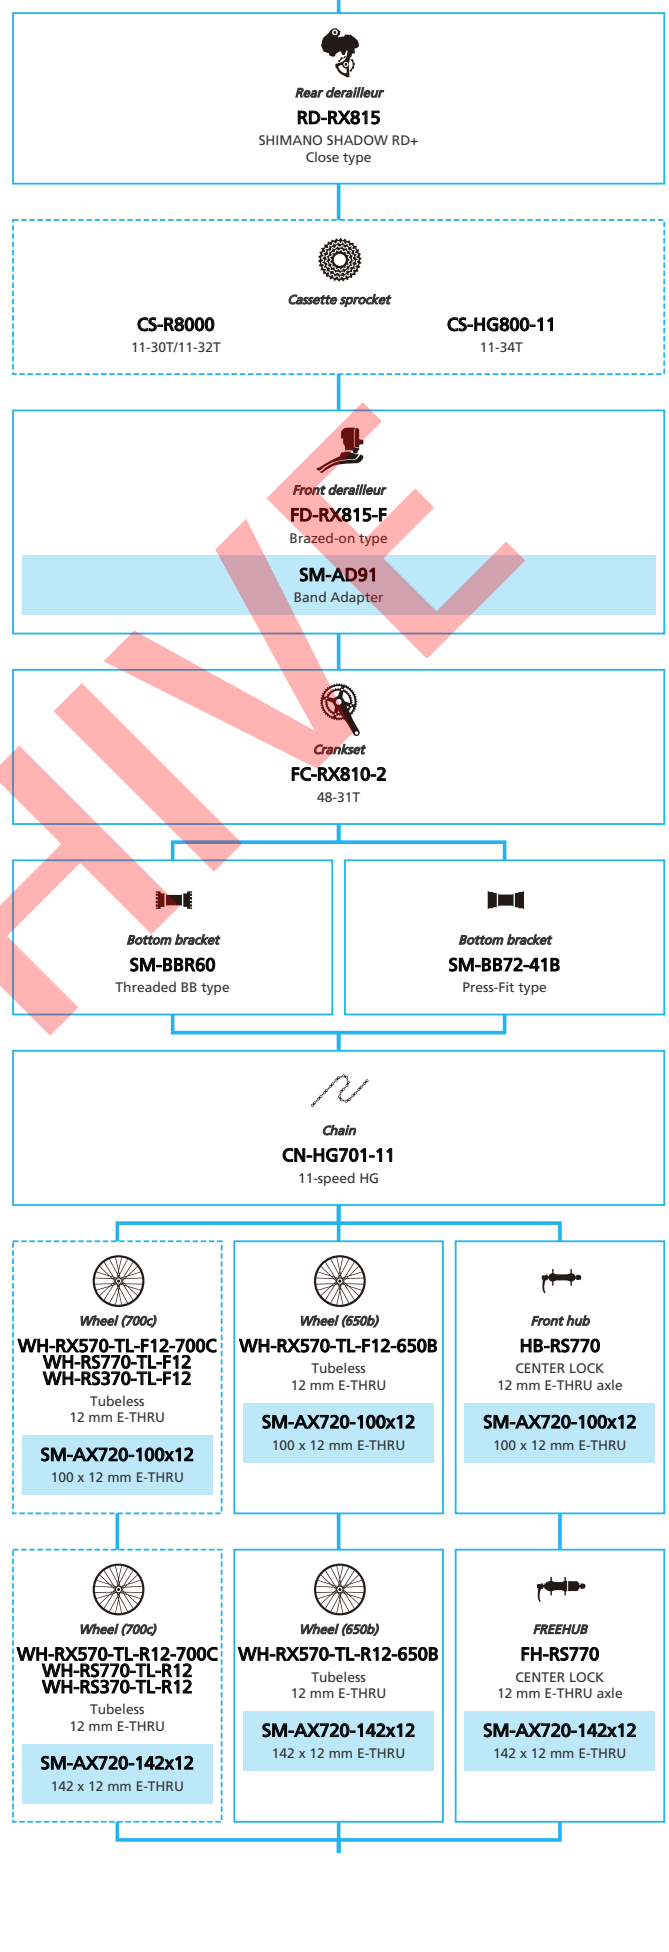 Rear derailleur
RD-RX815
SHIMANO SHADOW RD+
Close type
Cassette sprocket
CS-R8000
11-30T/11-32T
CS-HG800-11
11-34T
Front derailleur
FD-RX815-F
Brazed-on type
SM-AD91
Band Adapter
Crankset
FC-RX810-2
48-31T
Bottom bracket
SM-BBR60
Threaded BB type
Bottom bracket
SM-BB72-41B
Press-Fit type
Chain
CN-HG701-11
11-speed HG
Wheel (700c)
WH-RX570-TL-F12-700C
WH-RS770-TL-F12
WH-RS370-TL-F12
Tubeless
12 mm E-THRU
SM-AX720-100x12
100 x 12 mm E-THRU
Wheel (650b)
WH-RX570-TL-F12-650B
Tubeless
12 mm E-THRU
SM-AX720-100x12
100 x 12 mm E-THRU
Front hub
HB-RS770
CENTER LOCK
12 mm E-THRU axle
SM-AX720-100x12
100 x 12 mm E-THRU
Wheel (700c)
WH-RX570-TL-R12-700C
WH-RS770-TL-R12
WH-RS370-TL-R12
Tubeless
12 mm E-THRU
SM-AX720-142x12
142 x 12 mm E-THRU
Wheel (650b)
WH-RX570-TL-R12-650B
Tubeless
12 mm E-THRU
SM-AX720-142x12
142 x 12 mm E-THRU
FREEHUB
FH-RS770
CENTER LOCK
12 mm E-THRU axle
SM-AX720-142x12
142 x 12 mm E-THRU
HIVE